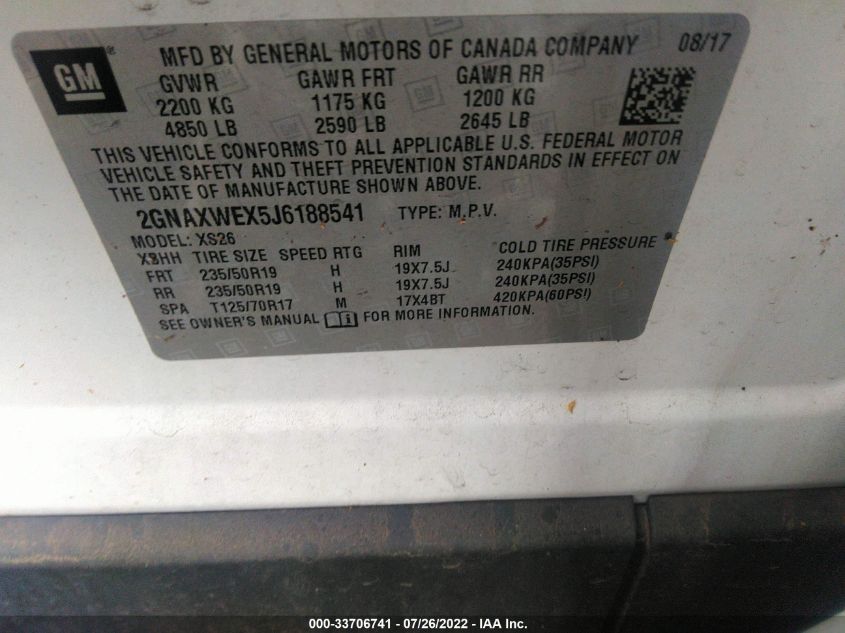 GM®
MFD BY GENERAL MOTORS OF CANADA COMPANY 08/17
GVWR GAWR FRT GAWR RR
2200 KG 1175 KG 1200 KG
4850 LB 2590 LB 2645 LB
THIS VEHICLE CONFORMS TO ALL APPLICABLE U.S. FEDERAL MOTOR
VEHICLE SAFETY AND THEFT PREVENTION STANDARDS IN EFFECT ON
THE DATE OF MANUFACTURE SHOWN ABOVE.
2GNAXWEX5J6188541 TYPE: M.P.V.
MODEL: XS26
TIRE SIZE SPEED RTG RIM COLD TIRE PRESSURE
FRT 235/50R19 H 19X7.5J 240KPA(35PSI)
RR 235/50R19 H 19X7.5J 240KPA(35PSI)
SPA T125/70R17 M 17X4BT 420KPA(60PSI)
SEE OWNER'S MANUAL FOR MORE INFORMATION.
000-33706741 - 07/26/2022 - IAA Inc.